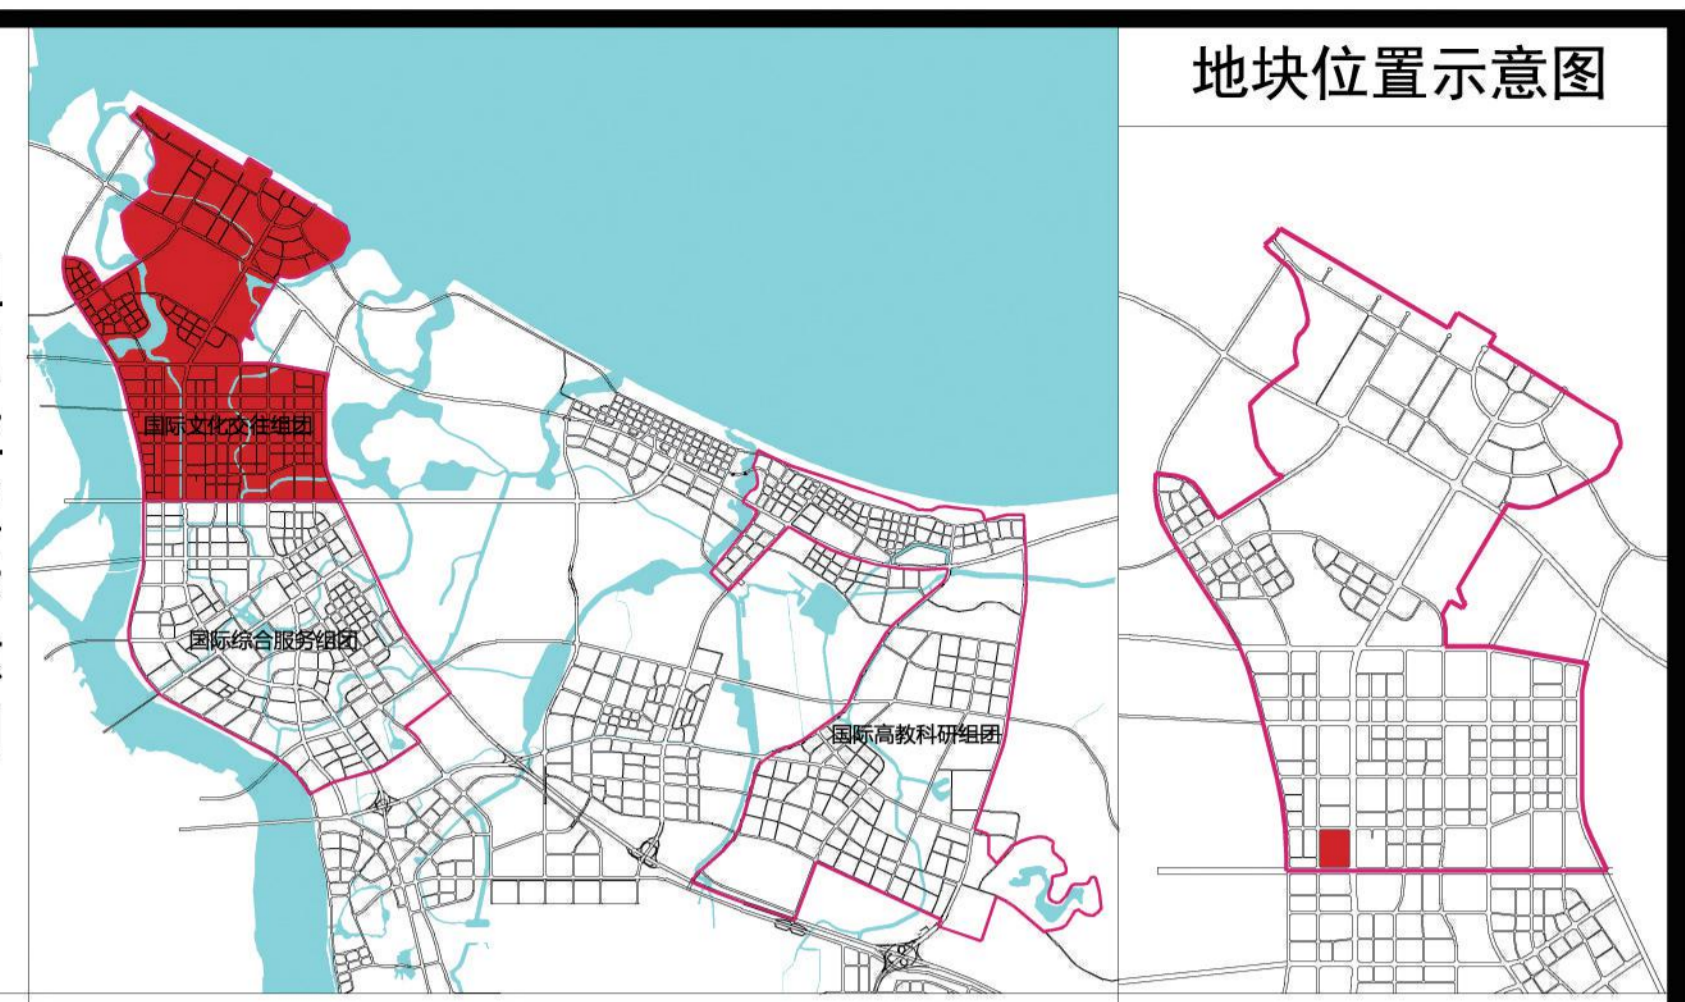 地块位置示意图
国际文化交往组团
国际综合服务组团
国际高教科研组团